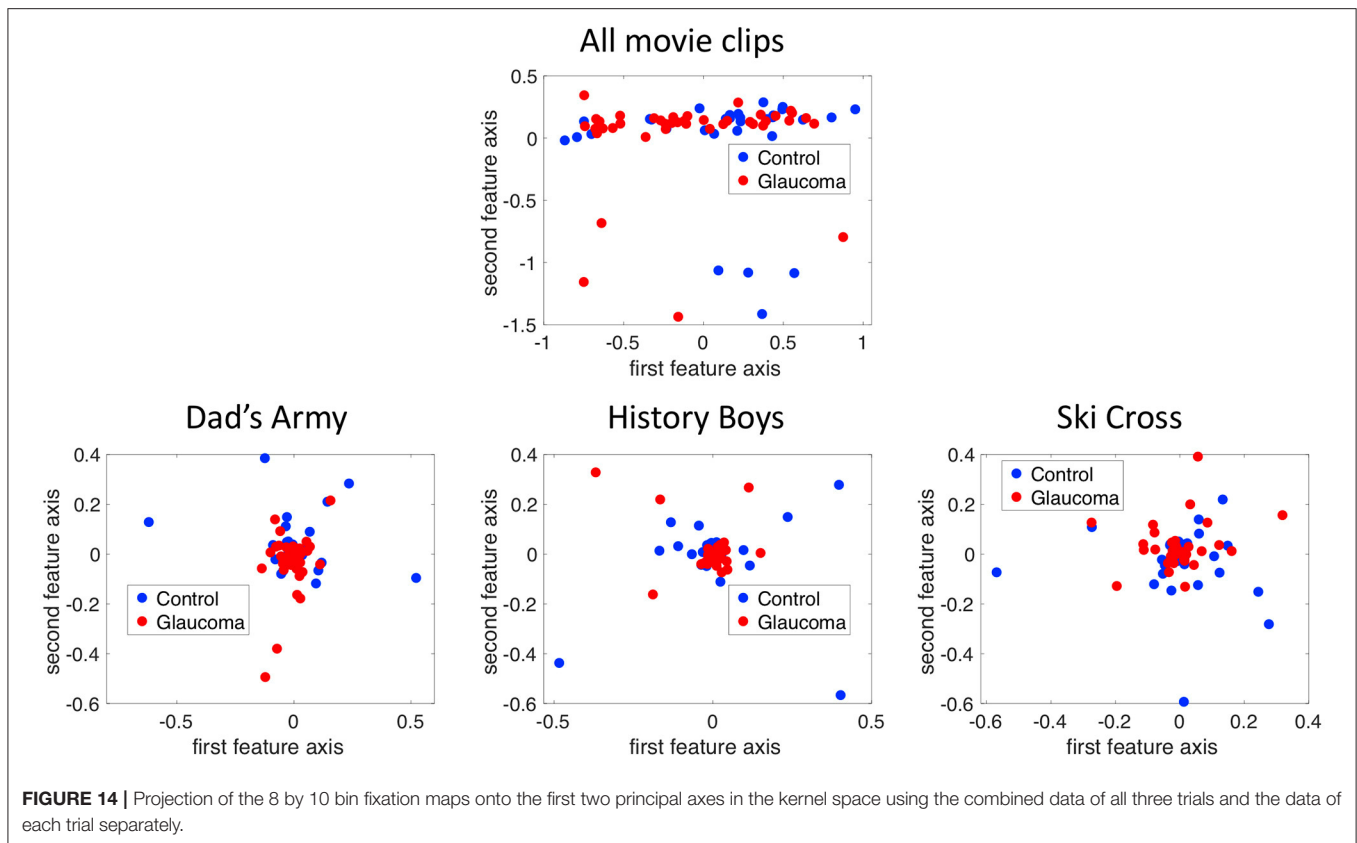 All movie clips
0.5
0
-0.5
-1
-1.5
second feature axis
Control
Glaucoma
-1 -0.5 0 0.5 1
first feature axis
Dad's Army
0.4
0.2
0
-0.2
-0.4
-0.6
second feature axis
Control
Glaucoma
-0.5 0 0.5
first feature axis
History Boys
0.4
0.2
0
-0.2
-0.4
-0.6
second feature axis
Control
Glaucoma
-0.5 0 0.5
first feature axis
Ski Cross
0.4
0.2
0
-0.2
-0.4
-0.6
second feature axis
Control
Glaucoma
-0.6 -0.4 -0.2 0 0.2 0.4
first feature axis
FIGURE 14 | Projection of the 8 by 10 bin fixation maps onto the first two principal axes in the kernel space using the combined data of all three trials and the data of
each trial separately.